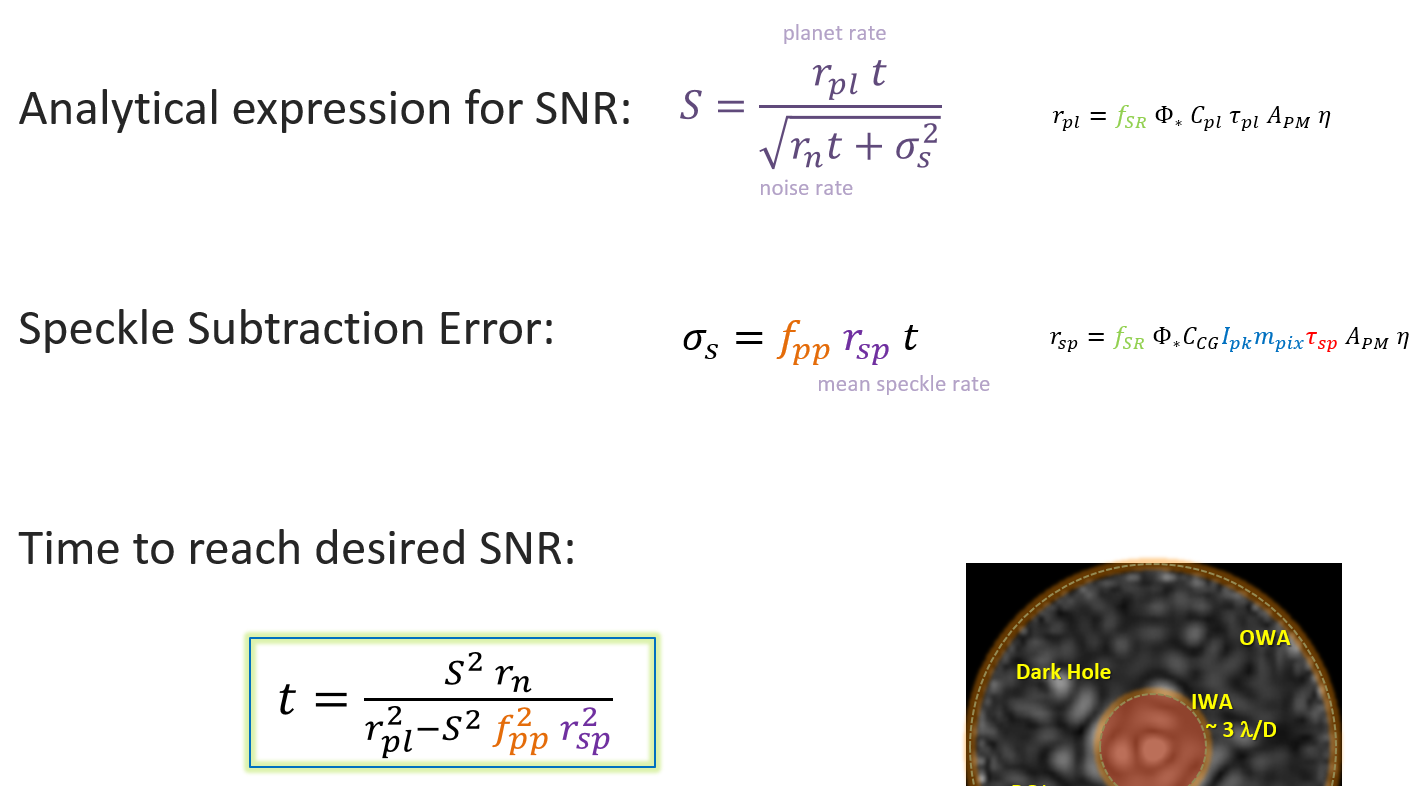 planet rate
Analytical expression for SNR: S = r_pl t / √(r_n t + σ_s^2) r_pl = f_SR Φ_* C_pl τ_pl A_PM η
noise rate
Speckle Subtraction Error: σ_s = f_pp r_sp t r_sp = f_SR Φ_* C_CG I_pk m_pix τ_sp A_PM η
mean speckle rate
Time to reach desired SNR:
t = S^2 r_n / (r_pl^2 − S^2 f_pp^2 r_sp^2)
OWA
Dark Hole
IWA
~ 3 λ/D